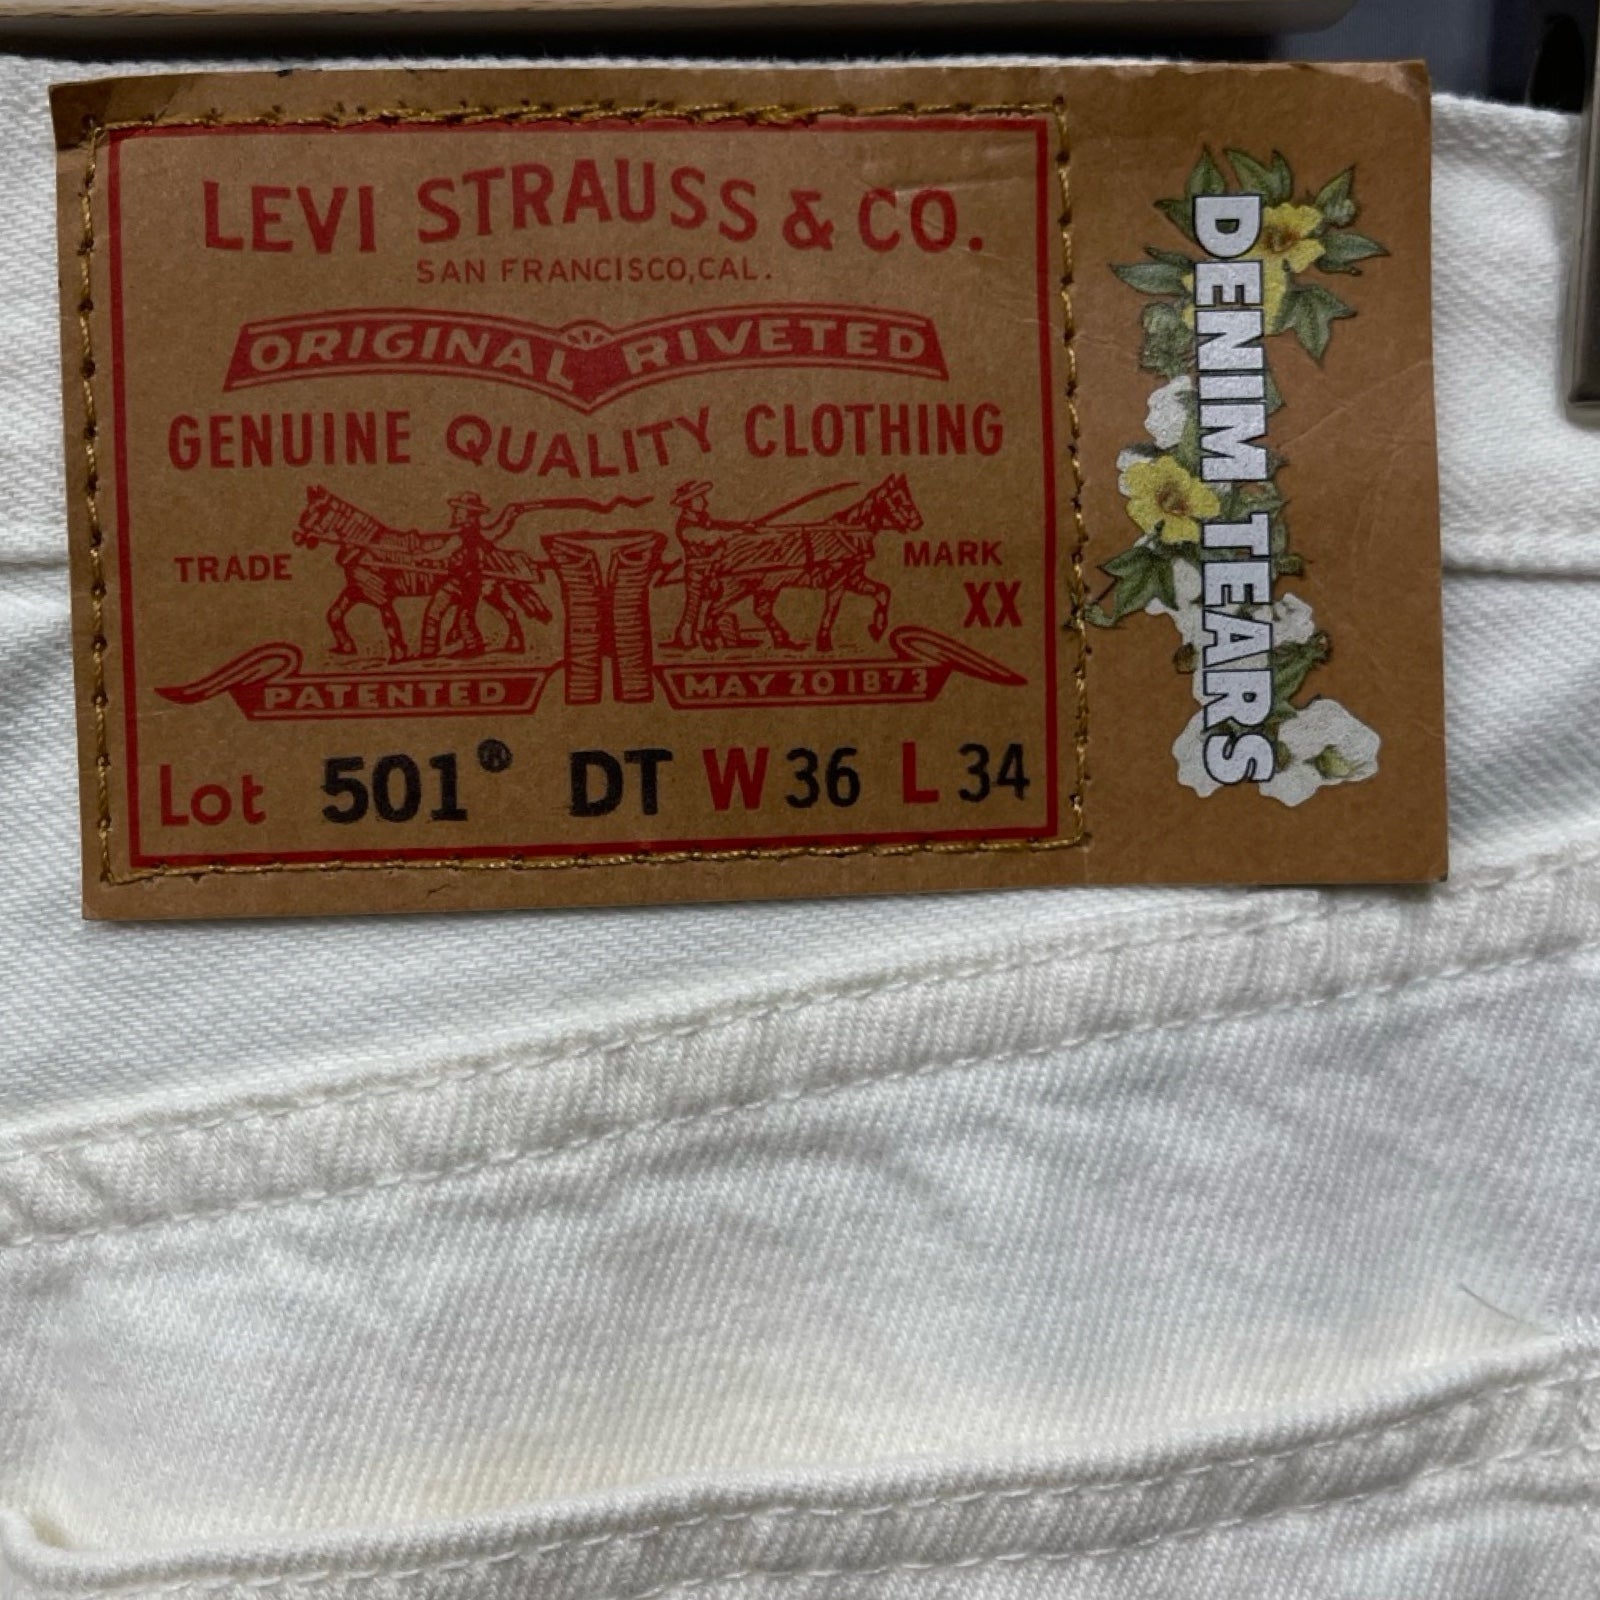 LEVI STRAUSS & CO.
SAN FRANCISCO, CAL.
ORIGINAL RIVETED
GENUINE QUALITY CLOTHING
TRADE MARK
XX
PATENTED MAY 20 1873
Lot 501® DT W 36 L 34
DENIM TEARS